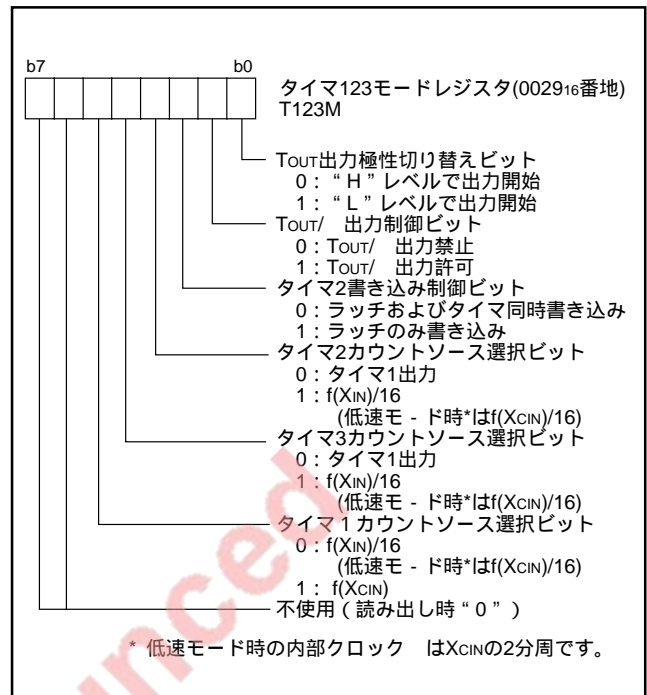 b7 b0
タイマ123モードレジスタ(002916番地)
T123M
TOUT出力極性切り替えビット
0：“H”レベルで出力開始
1：“L”レベルで出力開始
TOUT/ 出力制御ビット
0：TOUT/ 出力禁止
1：TOUT/ 出力許可
タイマ2書き込み制御ビット
0：ラッチおよびタイマ同時書き込み
1：ラッチのみ書き込み
タイマ2カウントソース選択ビット
0：タイマ1出力
1：f(XIN)/16
(低速モ-ド時*はf(XCIN)/16)
タイマ3カウントソース選択ビット
0：タイマ1出力
1：f(XIN)/16
(低速モ-ド時*はf(XCIN)/16)
タイマ1カウントソース選択ビット
0：f(XIN)/16
(低速モ-ド時*はf(XCIN)/16)
1：f(XCIN)
不使用（読み出し時“0”）
* 低速モード時の内部クロック はXCINの2分周です。
unced